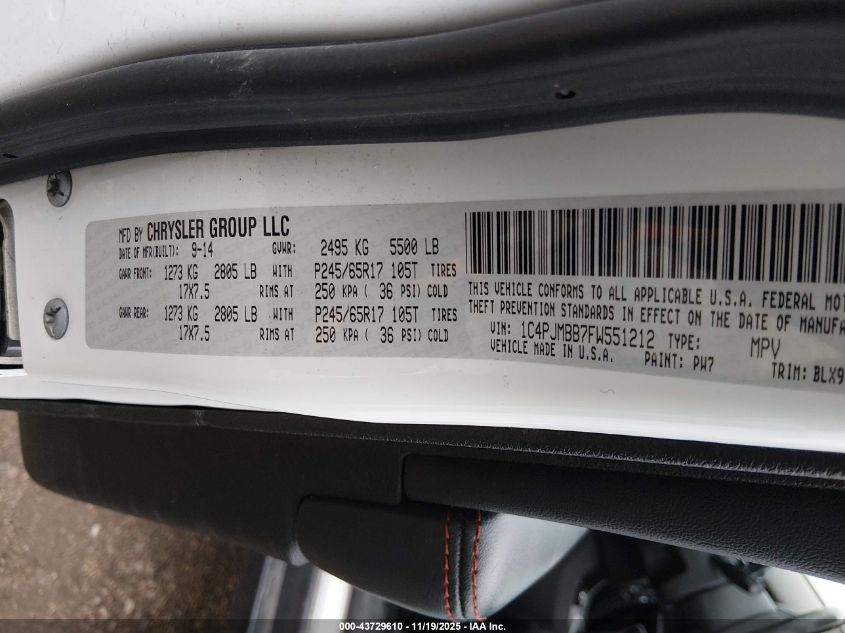 MFD BY CHRYSLER GROUP LLC
DATE OF MFR(BUILT): 9-14 GVWR: 2495 KG 5500 LB
GAWR FRONT: 1273 KG 2805 LB WITH P245/65R17 105T TIRES
17X7.5 RIMS AT 250 KPA ( 36 PSI) COLD
GAWR REAR: 1273 KG 2805 LB WITH P245/65R17 105T TIRES
17X7.5 RIMS AT 250 KPA ( 36 PSI) COLD
THIS VEHICLE CONFORMS TO ALL APPLICABLE U.S.A. FEDERAL MOT
THEFT PREVENTION STANDARDS IN EFFECT ON THE DATE OF MANUFA
VIN: 1C4PJMBB7FW551212 TYPE: MPV
VEHICLE MADE IN U.S.A. PAINT: PW7 TRIM: BLX9
000-43729610 - 11/19/2025 - IAA Inc.